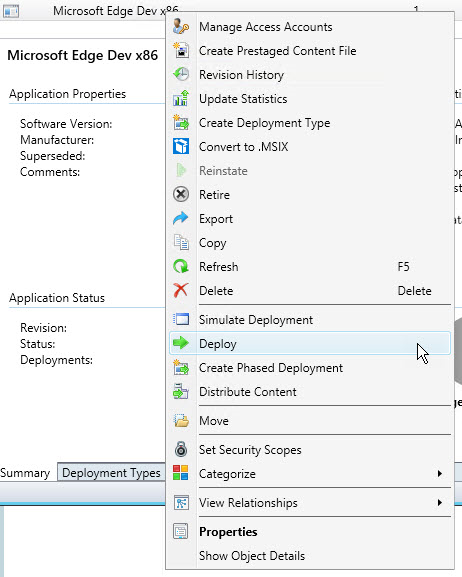 Microsoft Edge Dev x86 1
Microsoft Edge Dev x86
Application Properties
Software Version:
Manufacturer:
Superseded:
Comments:
Application Status
Revision:
Status:
Deployments:
Summary
Deployment Types
Manage Access Accounts
Create Prestaged Content File
Revision History
Update Statistics
Create Deployment Type
Convert to .MSIX
Reinstate
Retire
Export
Copy
Refresh F5
Delete Delete
Simulate Deployment
Deploy
Create Phased Deployment
Distribute Content
Move
Set Security Scopes
Categorize
View Relationships
Properties
Show Object Details